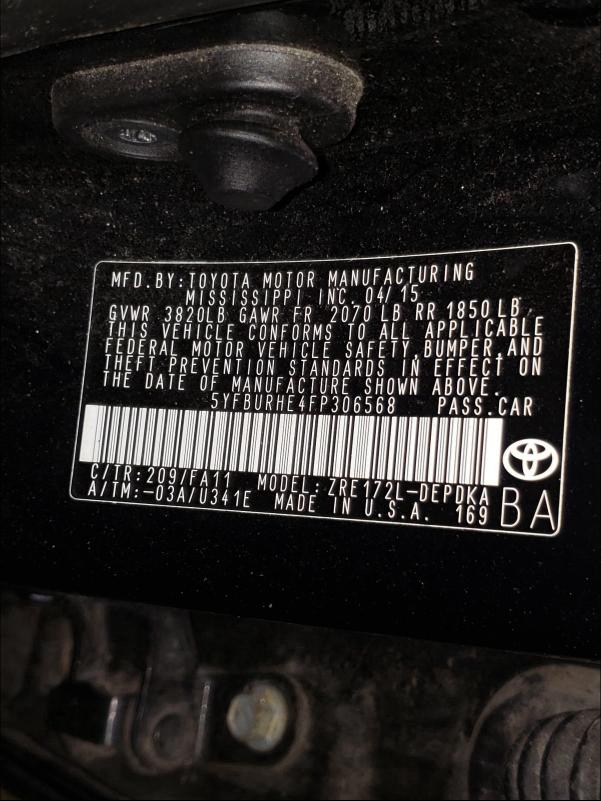 MFD.BY:TOYOTA MOTOR MANUFACTURING
MISSISSIPPI INC. 04/15
GVWR 3820LB GAWR FR 2070 LB RR 1850 LB
THIS VEHICLE CONFORMS TO ALL APPLICABLE
FEDERAL MOTOR VEHICLE SAFETY, BUMPER, AND
THEFT PREVENTION STANDARDS IN EFFECT ON
THE DATE OF MANUFACTURE SHOWN ABOVE.
5YFBURHE4FP306568 PASS.CAR
C/TR:209/FA11 MODEL:ZRE172L-DEPDKA
A/TM:-03A/U341E MADE IN U.S.A. 169 BA